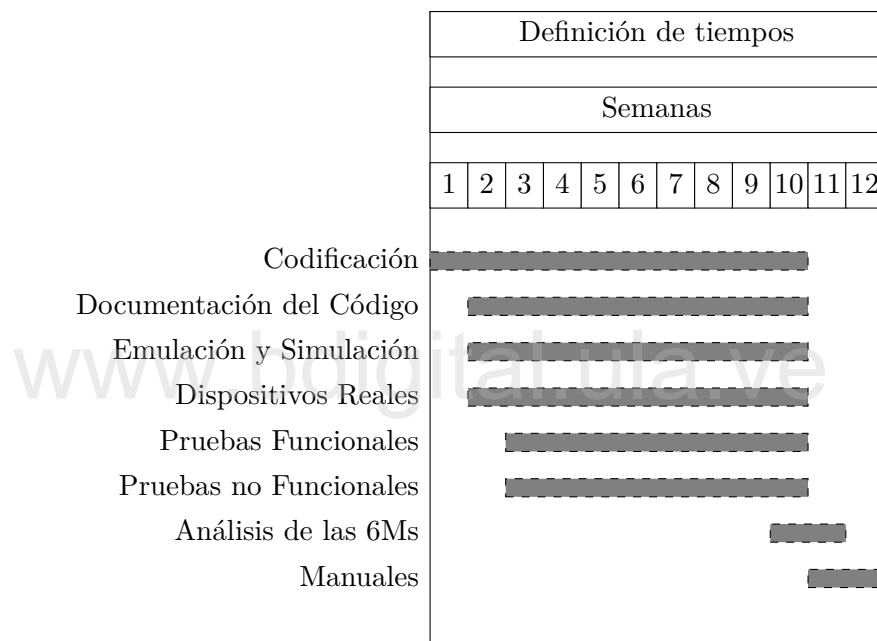 Definición de tiempos
Semanas
1 2 3 4 5 6 7 8 9 10 11 12
Codificación
Documentación del Código
Emulación y Simulación
www.bdigital.ula.ve
Dispositivos Reales
Pruebas Funcionales
Pruebas no Funcionales
Análisis de las 6Ms
Manuales